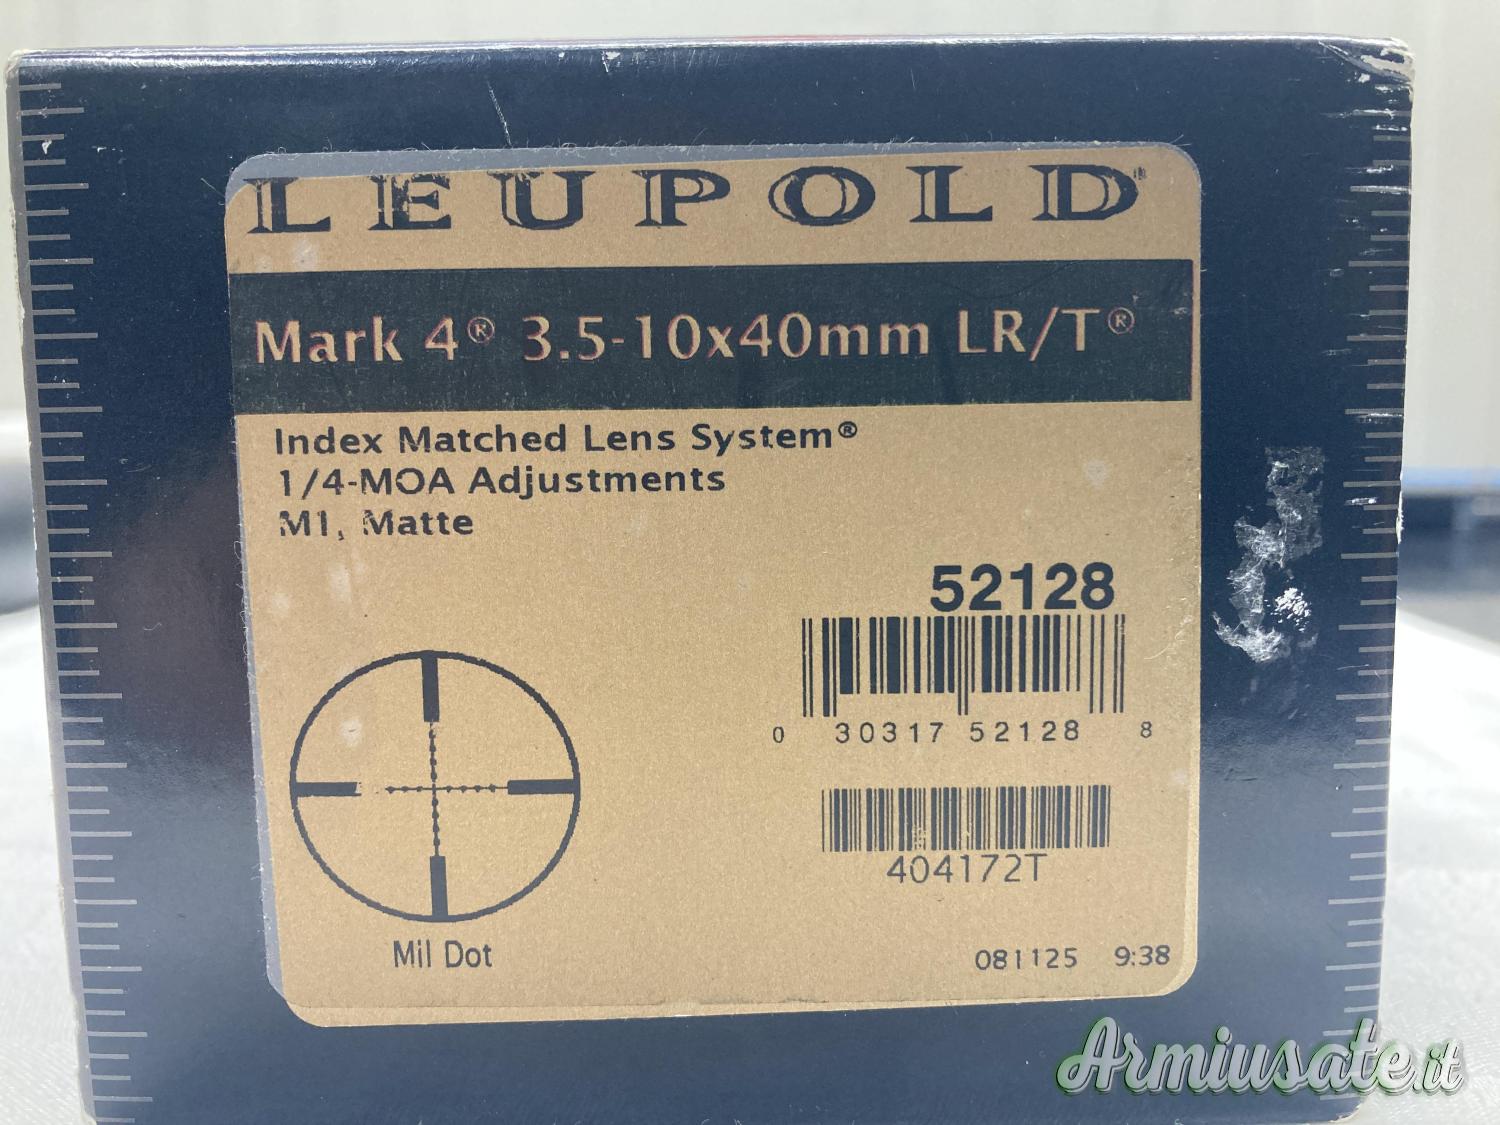 LEUPOLD®
Mark 4® 3.5-10x40mm LR/T®
Index Matched Lens System®
1/4-MOA Adjustments
M1, Matte
52128
0 30317 52128 8
404172T
Mil Dot
081125 9:38
Armiusate.it